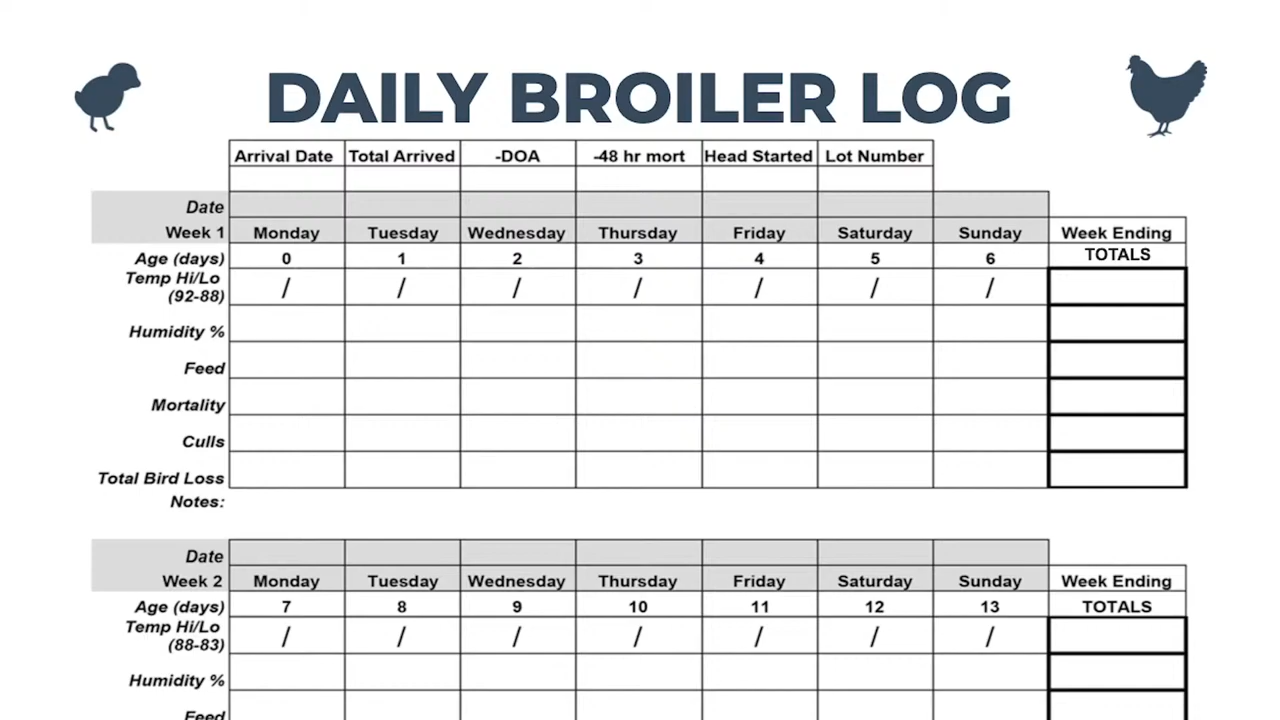 DAILY BROILER LOG
Arrival Date Total Arrived -DOA -48 hr mort Head Started Lot Number
Date
Week 1 Monday Tuesday Wednesday Thursday Friday Saturday Sunday Week Ending
Age (days) 0 1 2 3 4 5 6 TOTALS
Temp Hi/Lo
(92-88) / / / / / / /
Humidity %
Feed
Mortality
Culls
Total Bird Loss
Notes:
Date
Week 2 Monday Tuesday Wednesday Thursday Friday Saturday Sunday Week Ending
Age (days) 7 8 9 10 11 12 13 TOTALS
Temp Hi/Lo
(88-83) / / / / / / /
Humidity %
Feed